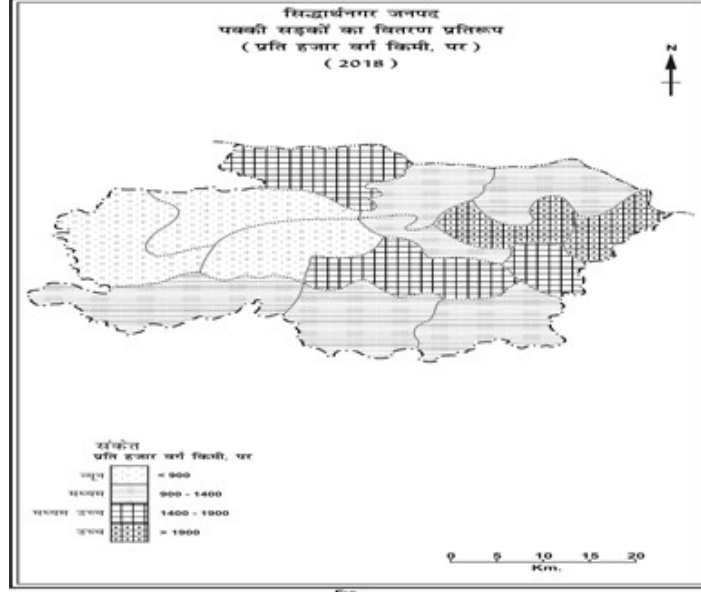 सिद्धार्थनगर जनपद
पक्की सड़कों का वितरण प्रतिरूप
( प्रति हजार वर्ग किमी. पर )
( 2018 )
N
संकेत
प्रति हजार वर्ग किमी. पर
न्यून < 900
मध्यम 900 - 1400
मध्यम उच्च 1400 - 1900
उच्च > 1900
0 5 10 15 20
Km.